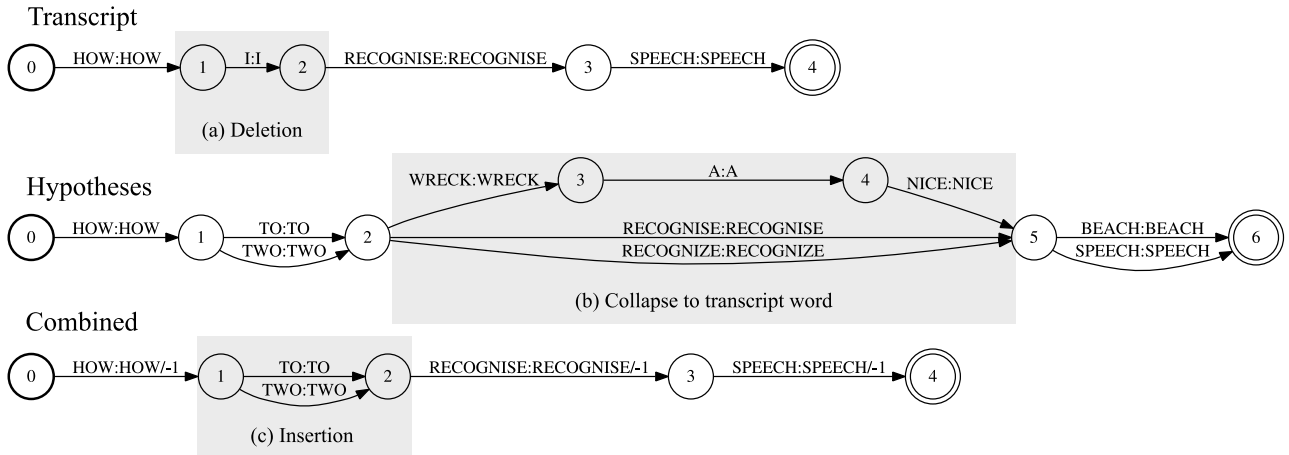 Transcript
0 HOW:HOW 1 I:I 2 RECOGNISE:RECOGNISE 3 SPEECH:SPEECH 4
(a) Deletion
Hypotheses
WRECK:WRECK 3 A:A 4 NICE:NICE
0 HOW:HOW 1 TO:TO 2 RECOGNISE:RECOGNISE 5 BEACH:BEACH 6
TWO:TWO RECOGNIZE:RECOGNIZE SPEECH:SPEECH
(b) Collapse to transcript word
Combined
0 HOW:HOW/-1 1 TO:TO 2 RECOGNISE:RECOGNISE/-1 3 SPEECH:SPEECH/-1 4
TWO:TWO
(c) Insertion